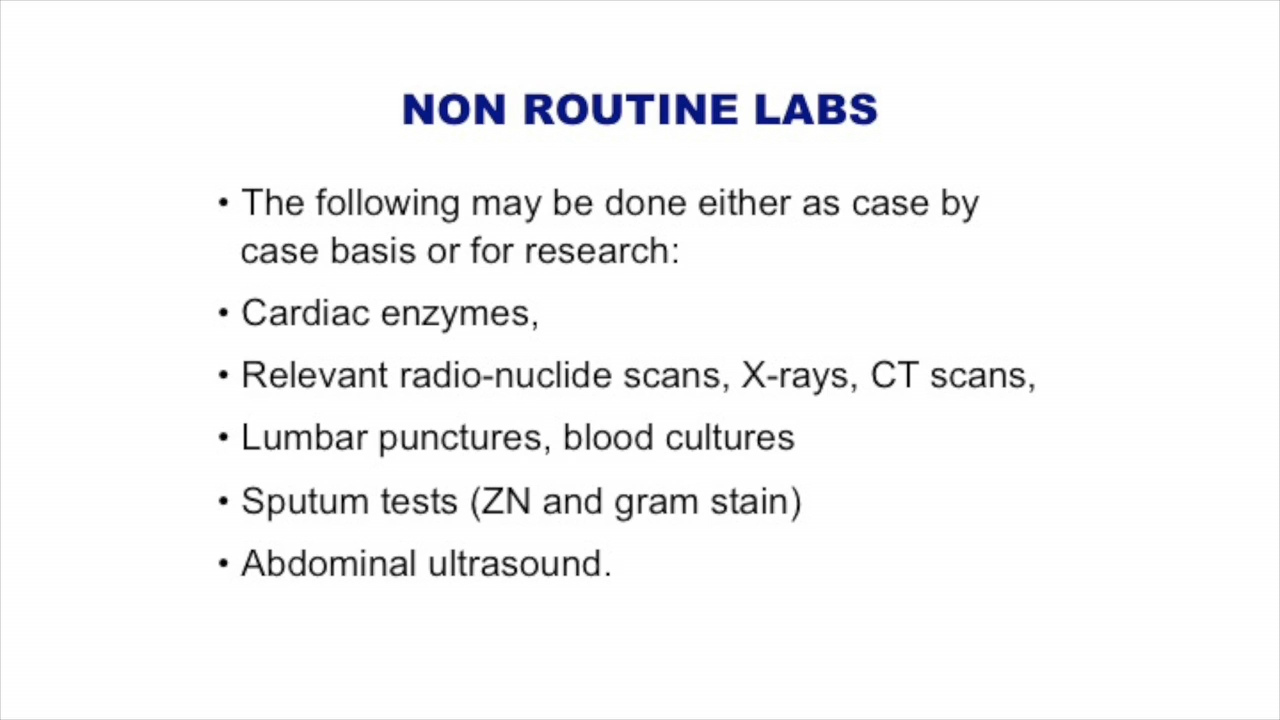 NON ROUTINE LABS
• The following may be done either as case by
case basis or for research:
• Cardiac enzymes,
• Relevant radio-nuclide scans, X-rays, CT scans,
• Lumbar punctures, blood cultures
• Sputum tests (ZN and gram stain)
• Abdominal ultrasound.